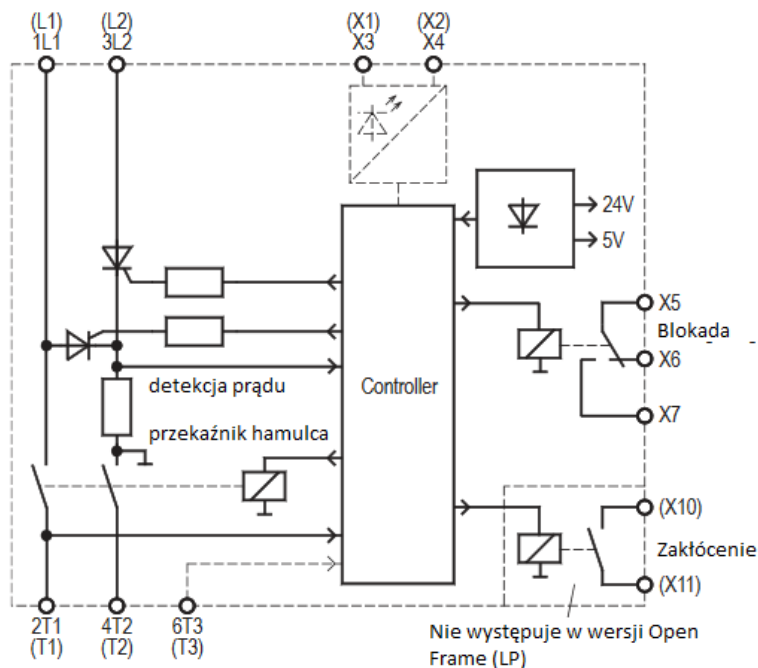 (L1) (L2) (X1) (X2)
1L1 3L2 X3 X4
24V
5V
X5
Blokada
X6
detekcja prądu
Controller
X7
przekaźnik hamulca
(X10)
Zakłócenie
(X11)
2T1 4T2 6T3
(T1) (T2) (T3)
Nie występuje w wersji Open
Frame (LP)